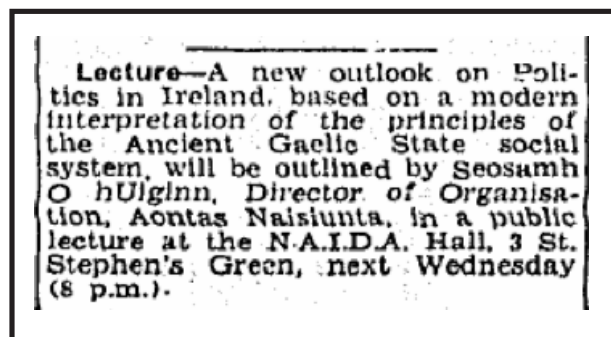 Lecture—A new outlook on Poli-
tics in Ireland, based on a modern
interpretation of the principles of
the Ancient Gaelic State social
system, will be outlined by Seosamh
O hUiginn, Director of Organisa-
tion, Aontas Naisiunta, in a public
lecture at the N.A.I.D.A. Hall, 3 St.
Stephen's Green, next Wednesday
(8 p.m.).